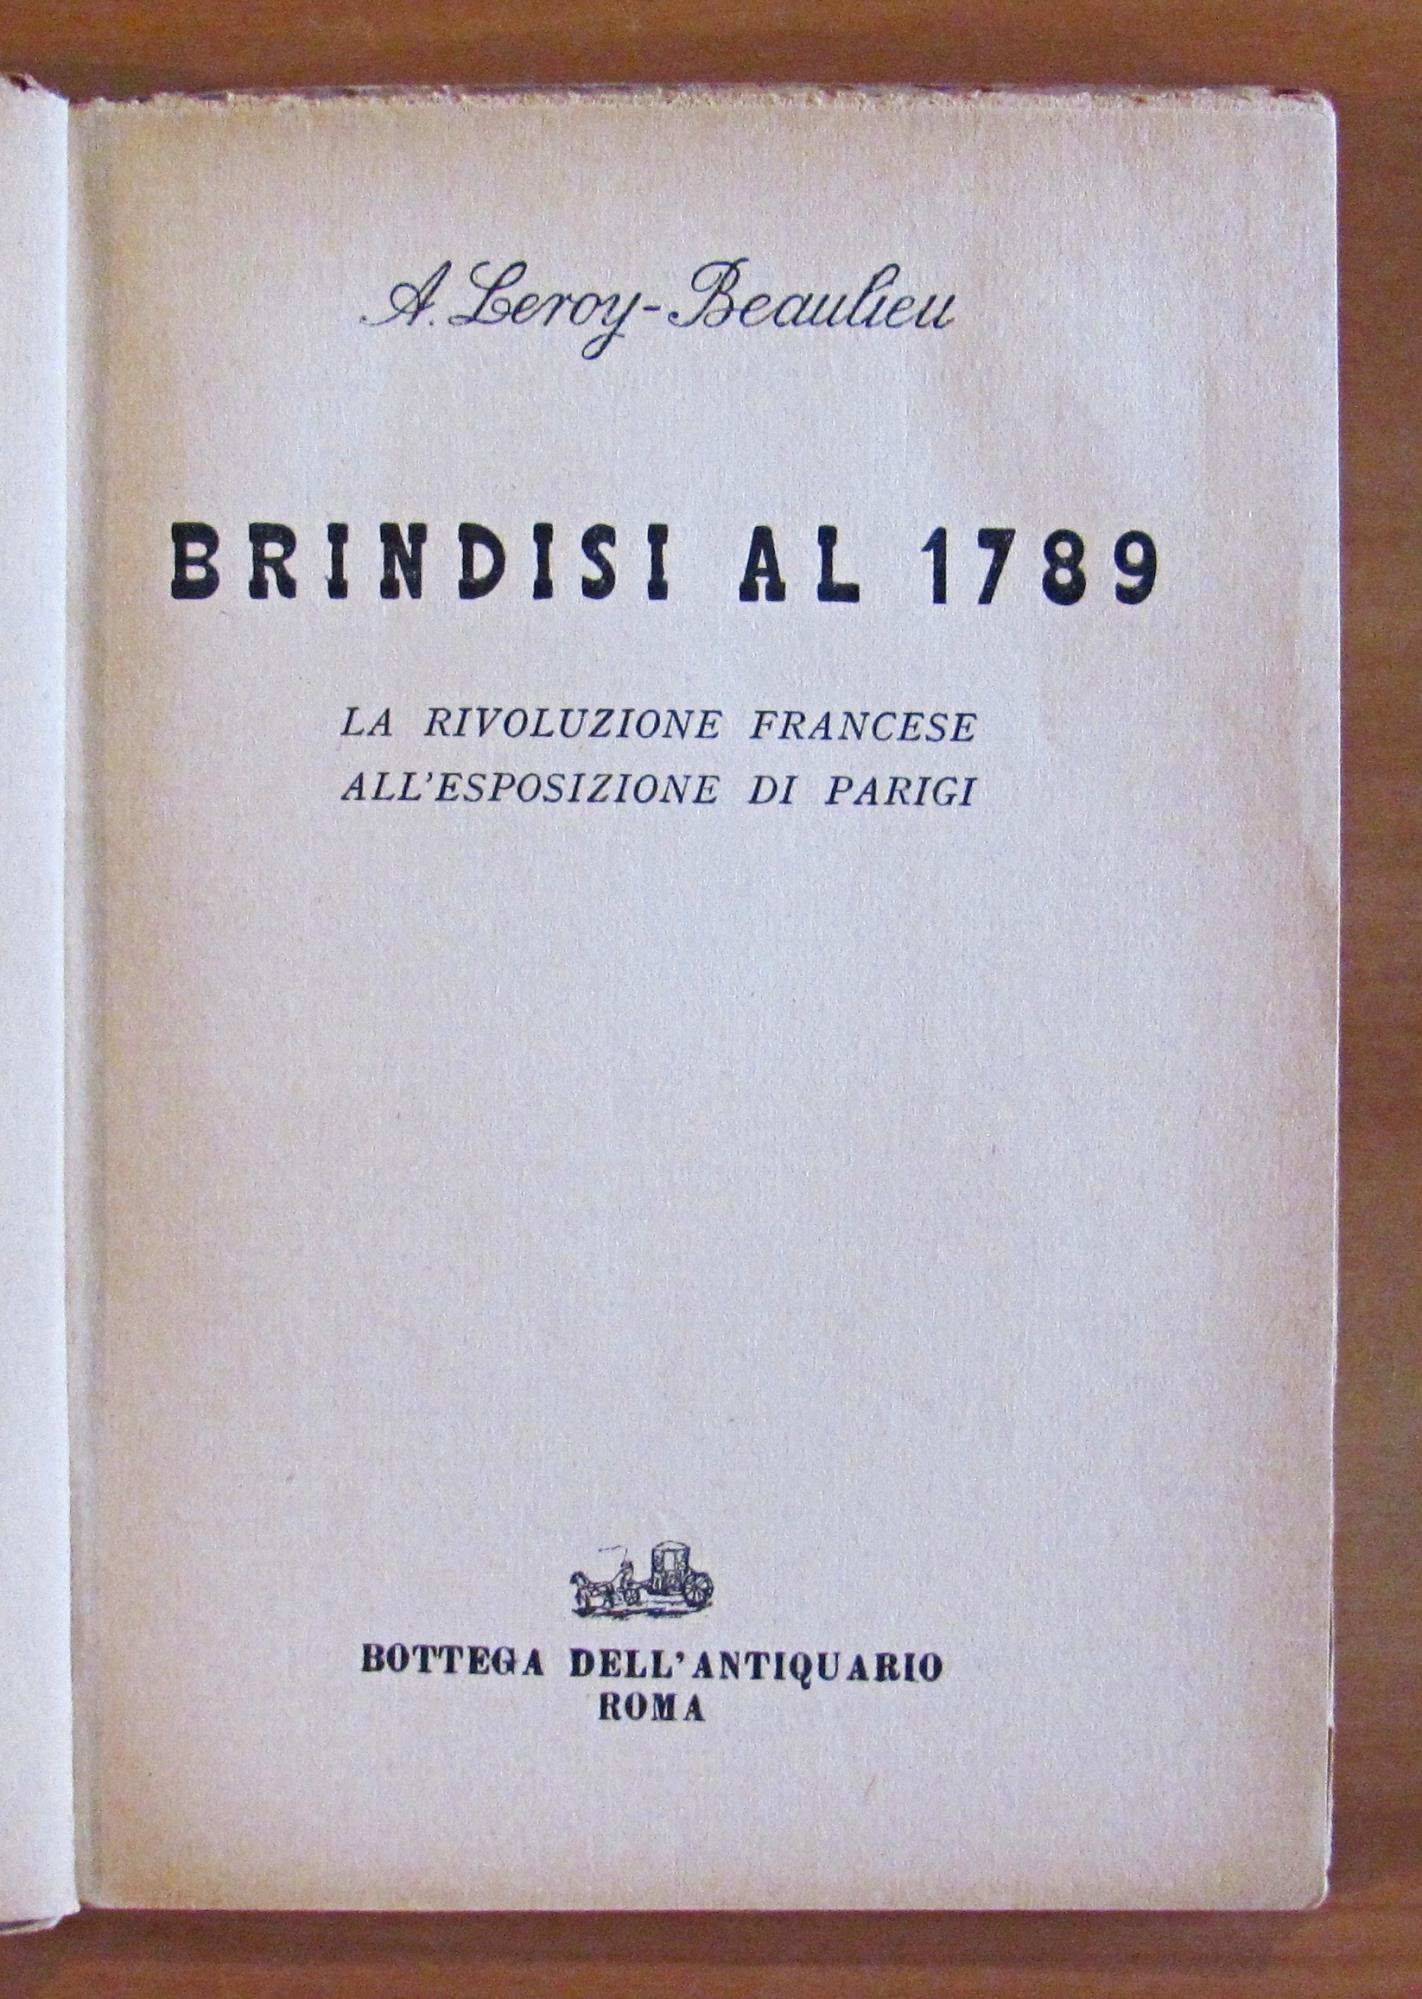 A. Leroy-Beaulieu
BRINDISI AL 1789
LA RIVOLUZIONE FRANCESE
ALL'ESPOSIZIONE DI PARIGI
BOTTEGA DELL'ANTIQUARIO
ROMA